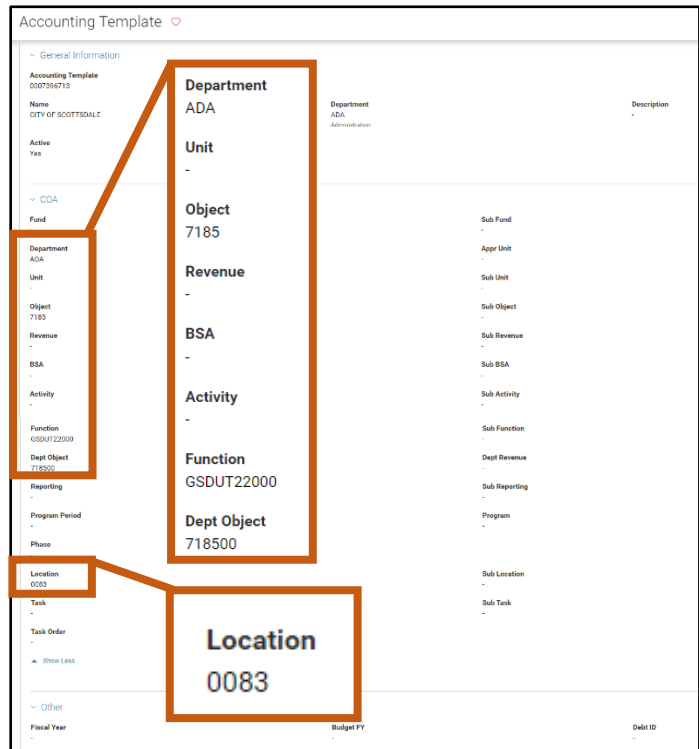 Accounting Template
General Information
Accounting Template
0007396713
Name
CITY OF SCOTTSDALE
Department
ADA
Administration
Description
-
Active
Yes
COA
Fund
-
Sub Fund
-
Department
ADA
Appr Unit
-
Unit
-
Sub Unit
-
Object
7185
Sub Object
-
Revenue
-
Sub Revenue
-
BSA
-
Sub BSA
-
Activity
-
Sub Activity
-
Function
GSDUT22000
Sub Function
-
Dept Object
718500
Dept Revenue
-
Reporting
-
Sub Reporting
-
Program Period
-
Program
-
Phase
-
Location
0083
Sub Location
-
Task
-
Sub Task
-
Task Order
-
Show Less
Other
Fiscal Year
-
Budget FY
-
Debt ID
-
Department
ADA
Unit
-
Object
7185
Revenue
-
BSA
-
Activity
-
Function
GSDUT22000
Dept Object
718500
Location
0083